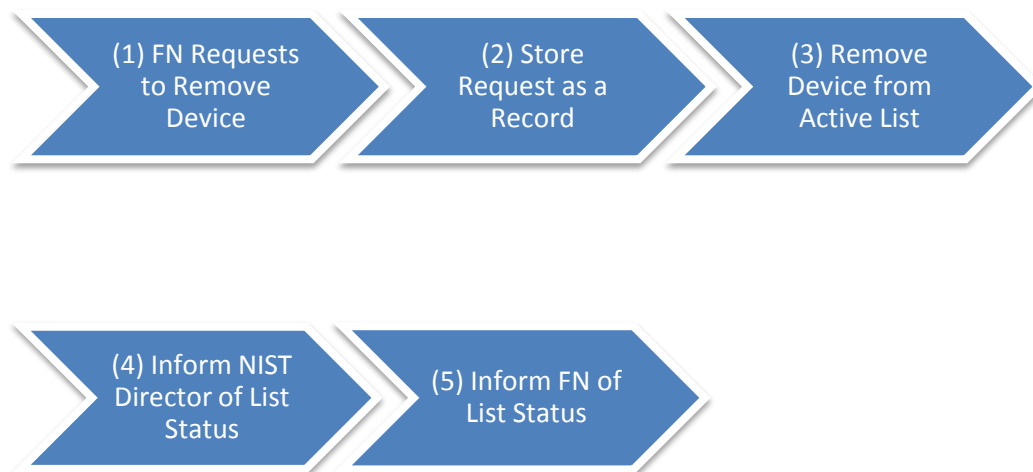 (1) FN Requests
to Remove
Device
(2) Store
Request as a
Record
(3) Remove
Device from
Active List
(4) Inform NIST
Director of List
Status
(5) Inform FN of
List Status